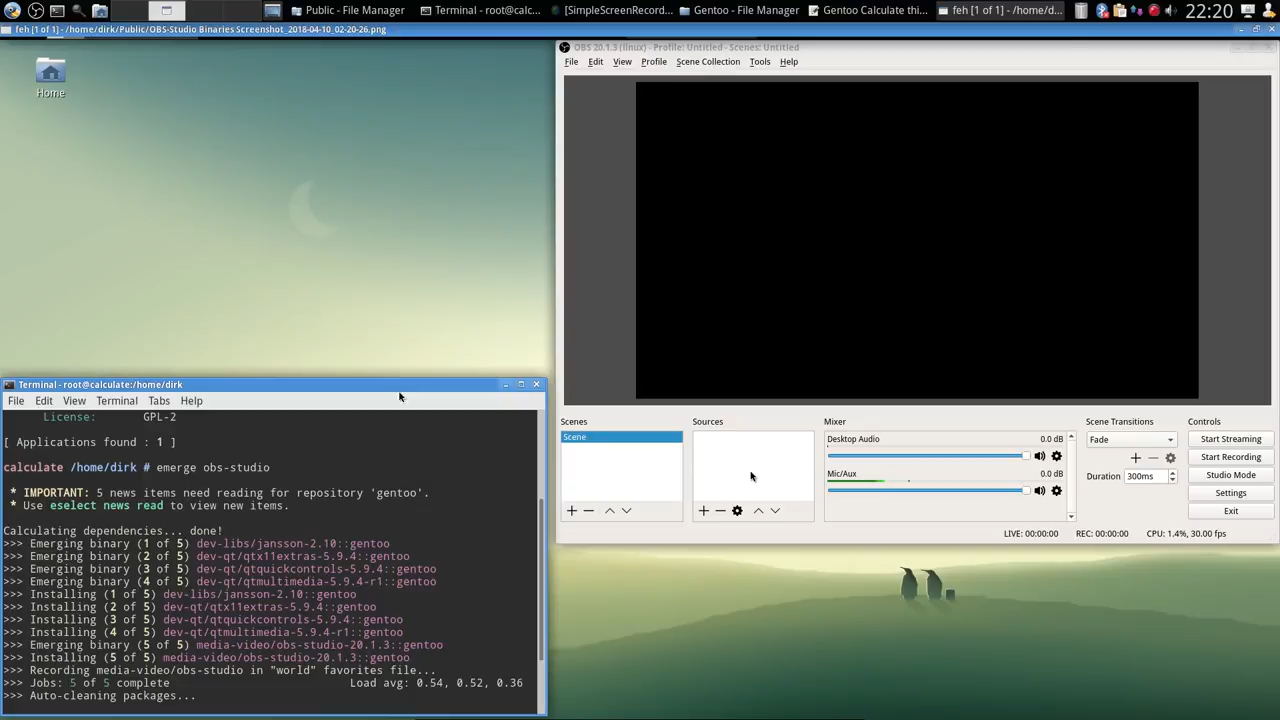 Public - File Manager
Terminal - root@calc...
[SimpleScreenRecord...
Gentoo - File Manager
Gentoo Calculate thi...
feh [1 of 1] - /home/d...
22:20
feh [1 of 1] - /home/dirk/Public/OBS-Studio Binaries Screenshot_2018-04-10_02-20-26.png
Home
OBS 20.1.3 (linux) - Profile: Untitled - Scenes: Untitled
File Edit View Profile Scene Collection Tools Help
Scenes
Scene
Sources
Mixer
Desktop Audio 0.0 dB
Mic/Aux 0.0 dB
Scene Transitions
Fade
Duration 300ms
Controls
Start Streaming
Start Recording
Studio Mode
Settings
Exit
LIVE: 00:00:00 REC: 00:00:00 CPU: 1.4%, 30.00 fps
Terminal - root@calculate:/home/dirk
File Edit View Terminal Tabs Help
License: GPL-2
[ Applications found : 1 ]
calculate /home/dirk # emerge obs-studio
* IMPORTANT: 5 news items need reading for repository 'gentoo'.
* Use eselect news read to view new items.
Calculating dependencies... done!
>>> Emerging binary (1 of 5) dev-libs/jansson-2.10::gentoo
>>> Emerging binary (2 of 5) dev-qt/qtx11extras-5.9.4::gentoo
>>> Emerging binary (3 of 5) dev-qt/qtquickcontrols-5.9.4::gentoo
>>> Emerging binary (4 of 5) dev-qt/qtmultimedia-5.9.4-r1::gentoo
>>> Installing (1 of 5) dev-libs/jansson-2.10::gentoo
>>> Installing (2 of 5) dev-qt/qtx11extras-5.9.4::gentoo
>>> Installing (3 of 5) dev-qt/qtquickcontrols-5.9.4::gentoo
>>> Installing (4 of 5) dev-qt/qtmultimedia-5.9.4-r1::gentoo
>>> Emerging binary (5 of 5) media-video/obs-studio-20.1.3::gentoo
>>> Installing (5 of 5) media-video/obs-studio-20.1.3::gentoo
>>> Recording media-video/obs-studio in "world" favorites file...
>>> Jobs: 5 of 5 complete Load avg: 0.54, 0.52, 0.36
>>> Auto-cleaning packages...